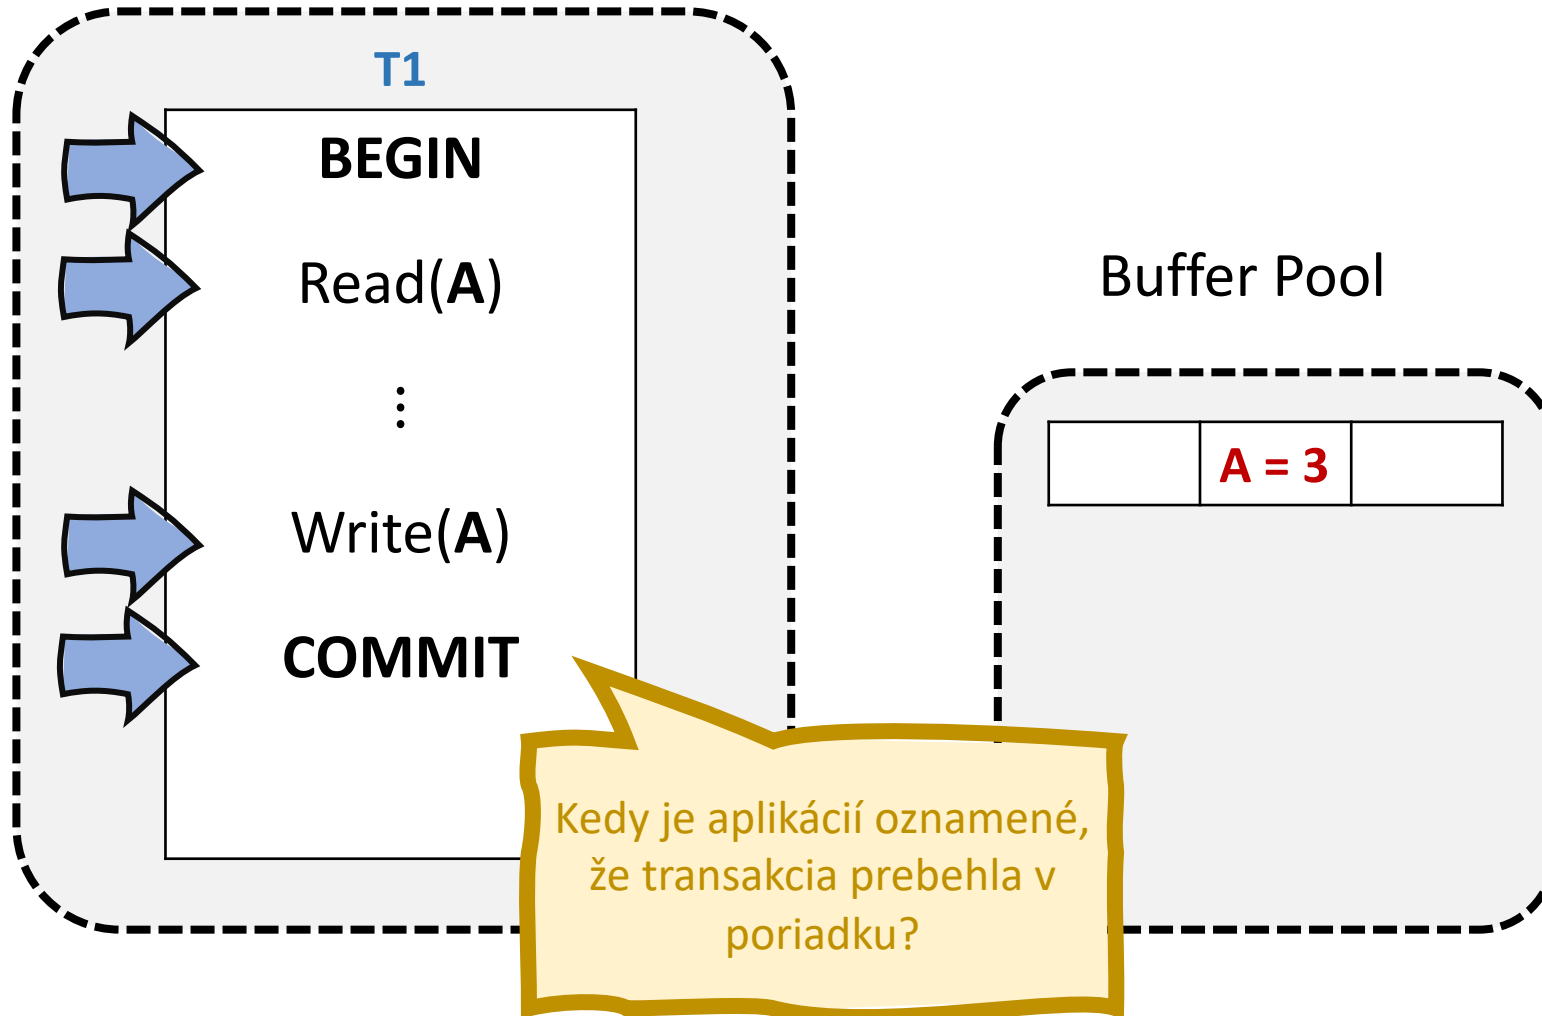 T1
BEGIN
Read(A)
⋮
Write(A)
COMMIT
Buffer Pool
A = 3
Kedy je aplikácií oznamené,
že transakcia prebehla v
poriadku?